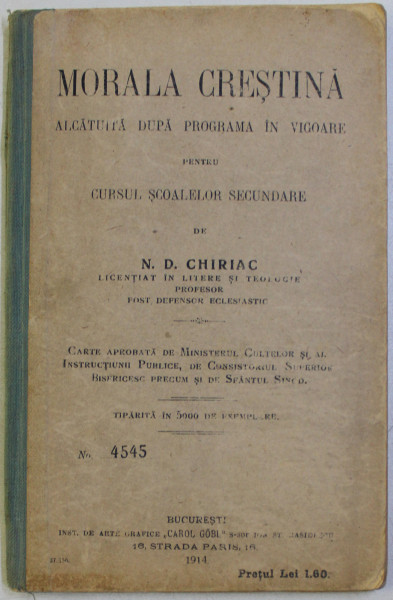 MORALA CREȘTINĂ
ALCĂTUITĂ DUPĂ PROGRAMA ÎN VIGOARE
PENTRU
CURSUL ȘCOALELOR SECUNDARE
DE
N. D. CHIRIAC
LICENȚIAT ÎN LITERE ȘI TEOLOGIE
PROFESOR
FOST DEFENSOR ECLESIASTIC
CARTE APROBATĂ DE MINISTERUL CULTELOR ȘI AL
INSTRUCȚIUNII PUBLICE, DE CONSISTORIUL SUPERIOR
BISERICESC PRECUM ȘI DE SFÂNTUL SINOD.
TIPĂRITĂ ÎN 5000 DE EXEMPLARE.
No. 4545
BUCUREȘTI
INST. DE ARTE GRAFICE „CAROL GÖBL"
16, STRADA PARIS, 16.
1914
Prețul Lei 1.60.